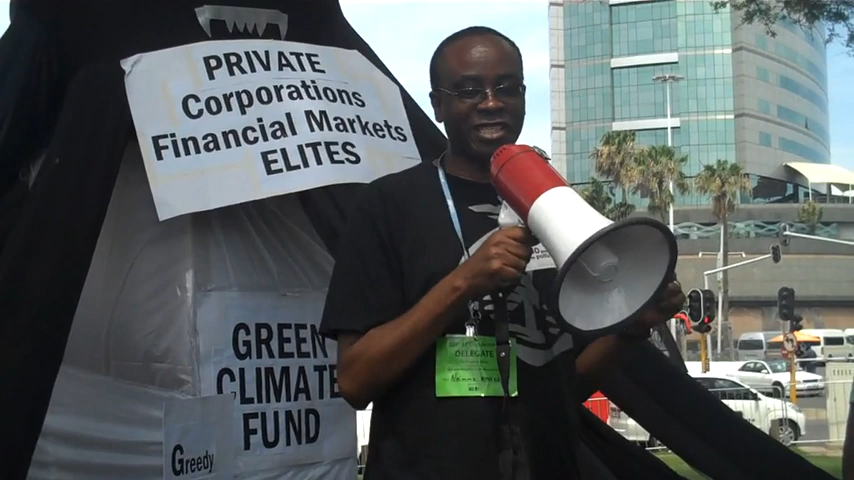 PRIVATE
Corporations,
Financial Markets
ELITES
GREEN
CLIMATE
FUND
Greedy
DELEGATE